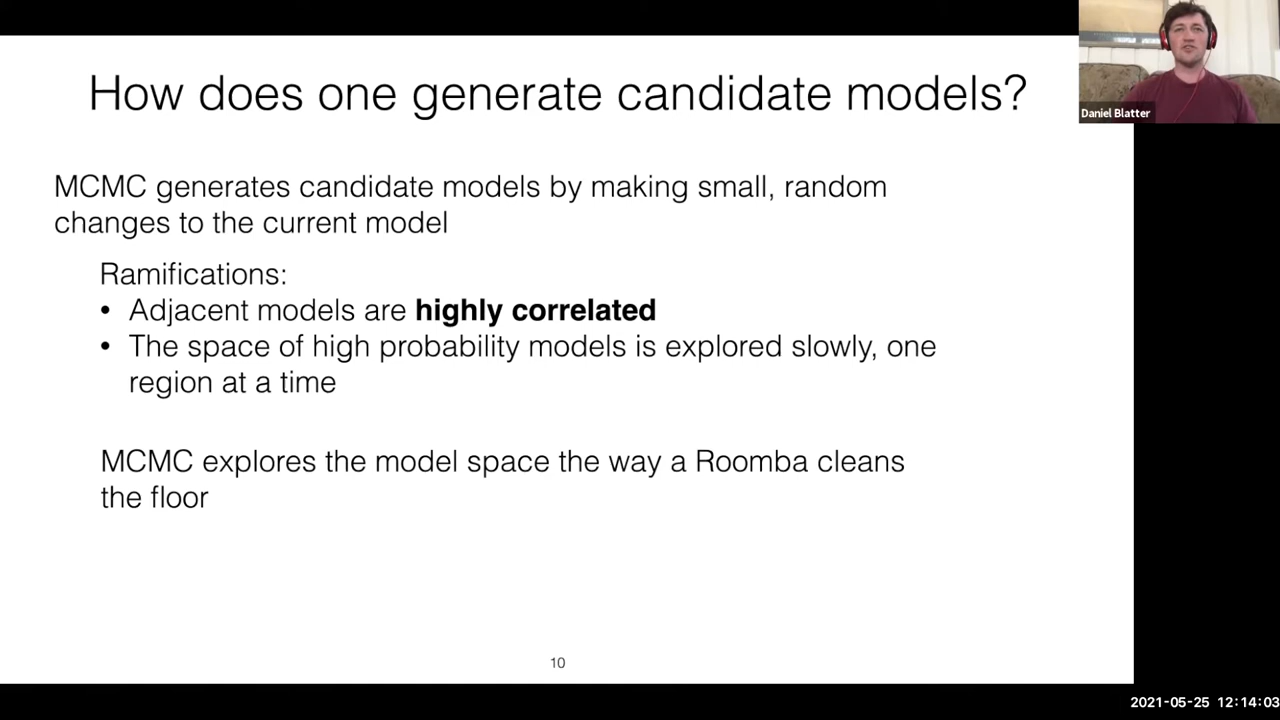 How does one generate candidate models?
Daniel Blatter
MCMC generates candidate models by making small, random
changes to the current model
Ramifications:
• Adjacent models are highly correlated
• The space of high probability models is explored slowly, one
region at a time
MCMC explores the model space the way a Roomba cleans
the floor
10
2021-05-25 12:14:03